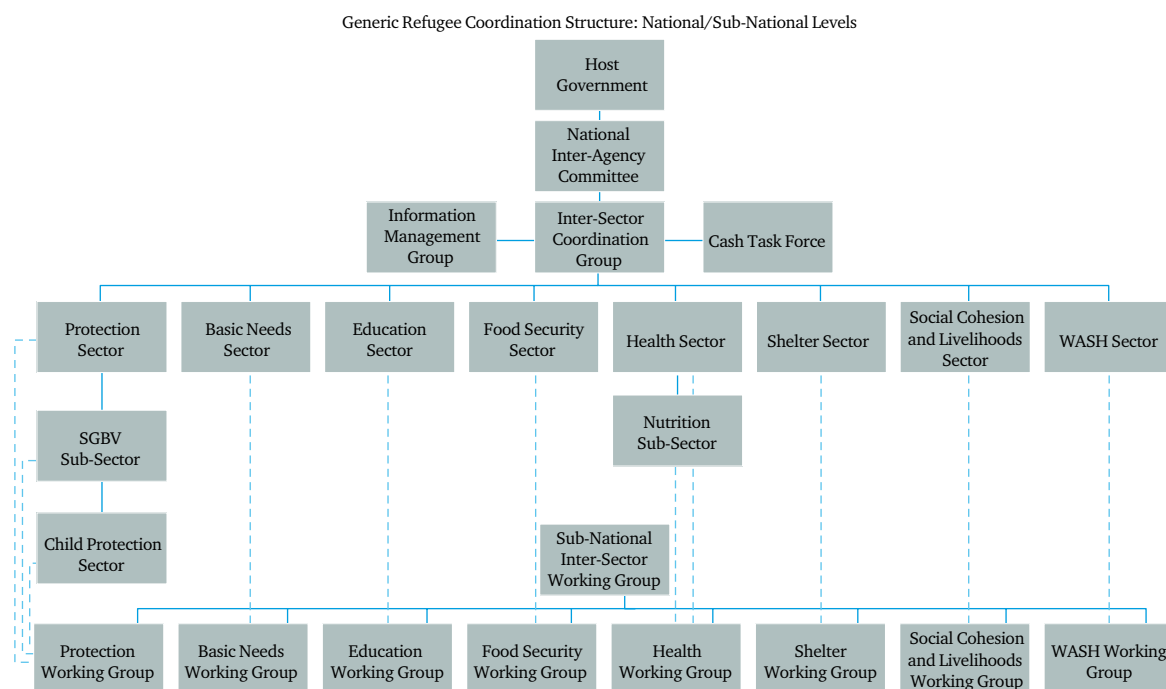 Generic Refugee Coordination Structure: National/Sub-National Levels
Host
Government
National
Inter-Agency
Committee
Information
Management
Group
Inter-Sector
Coordination
Group
Cash Task Force
Protection
Sector
Basic Needs
Sector
Education
Sector
Food Security
Sector
Health Sector
Shelter Sector
Social Cohesion
and Livelihoods
Sector
WASH Sector
SGBV
Sub-Sector
Nutrition
Sub-Sector
Child Protection
Sector
Sub-National
Inter-Sector
Working Group
Protection
Working Group
Basic Needs
Working Group
Education
Working Group
Food Security
Working Group
Health
Working Group
Shelter
Working Group
Social Cohesion
and Livelihoods
Working Group
WASH Working
Group